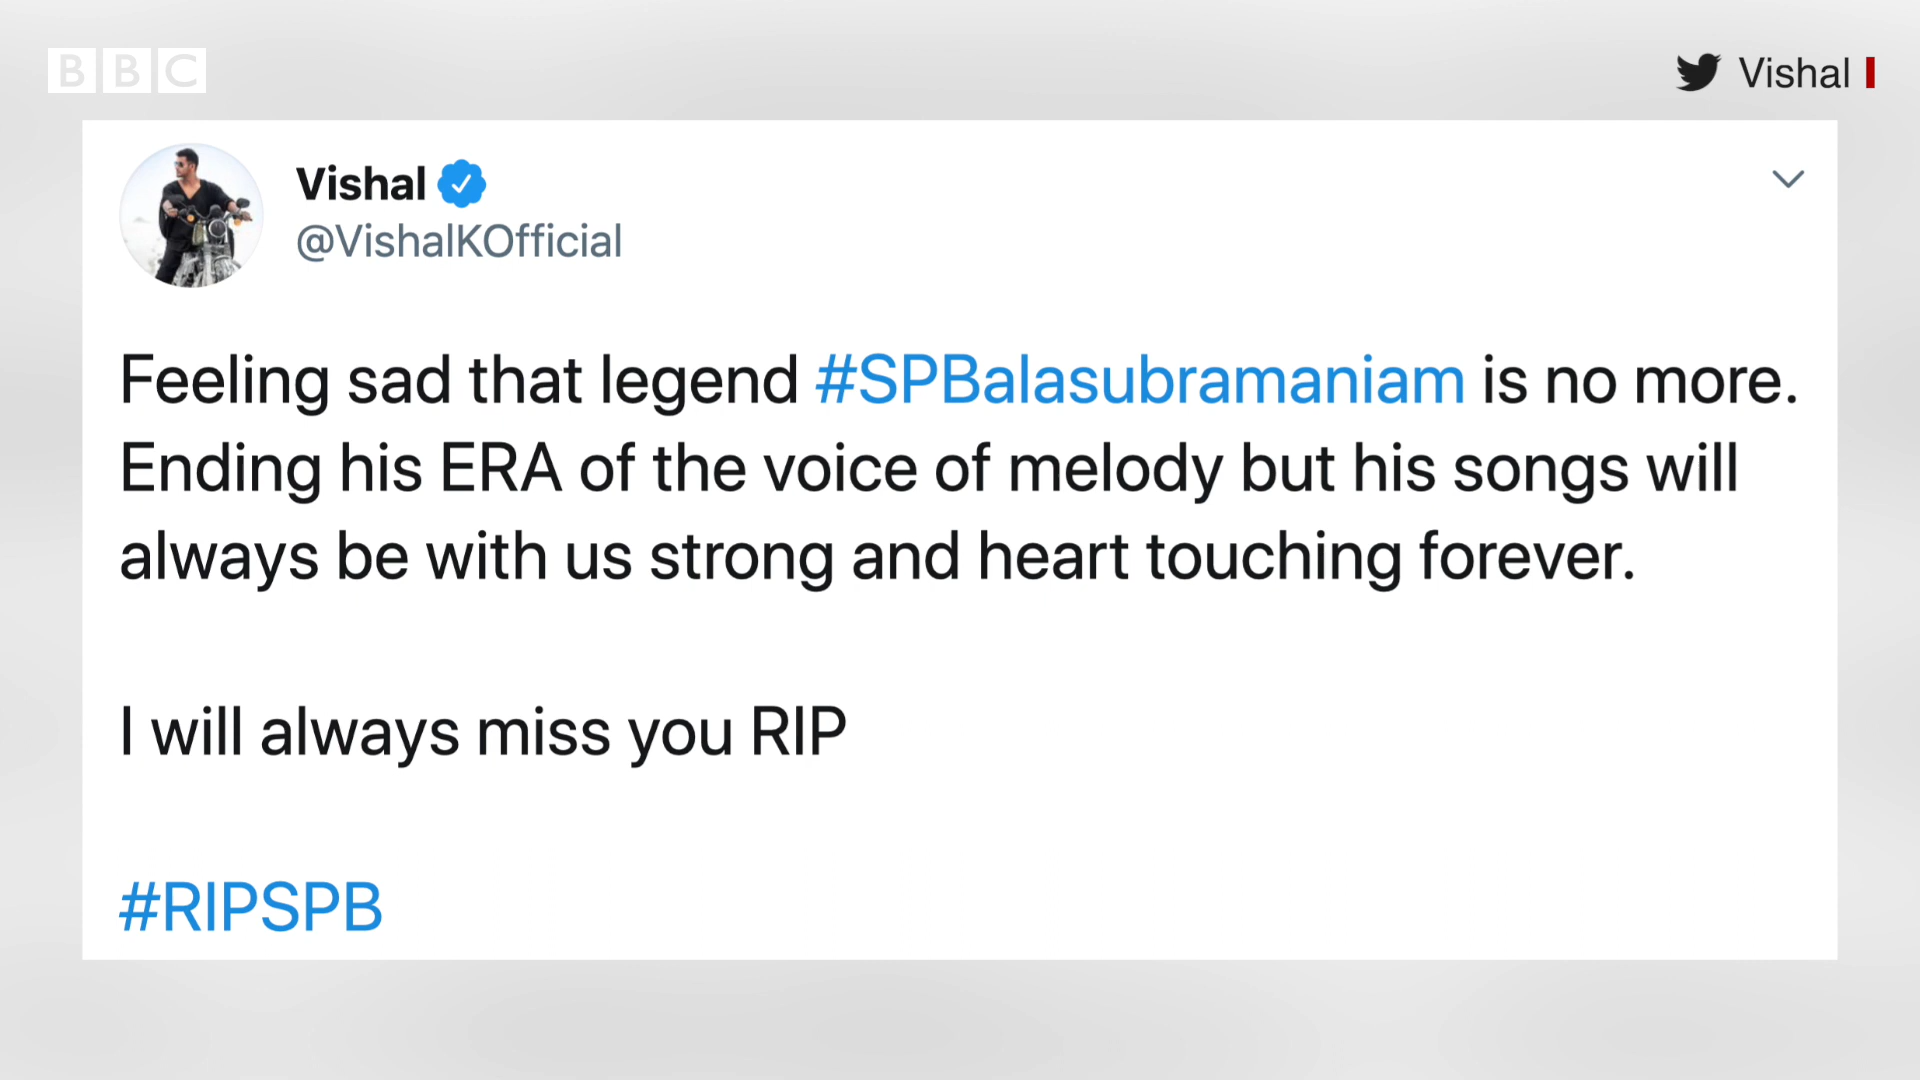 BBC
Vishal
Vishal
@VishalKOfficial
Feeling sad that legend #SPBalasubramaniam is no more.
Ending his ERA of the voice of melody but his songs will
always be with us strong and heart touching forever.
I will always miss you RIP
#RIPSPB